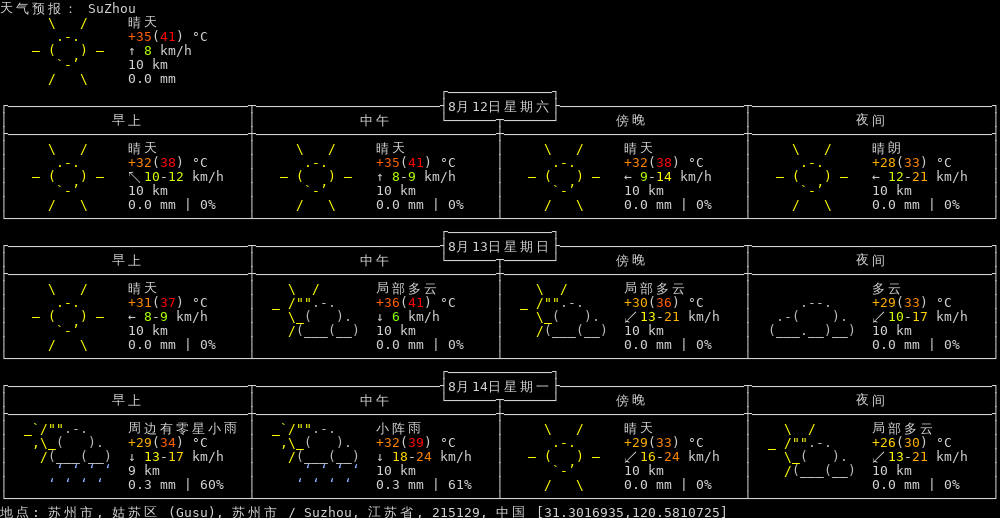 天气预报： SuZhou
晴天
+35(41) °C
↑ 8 km/h
10 km
0.0 mm
8月12日星期六
早上 中午 傍晚 夜间
晴天 晴天 晴天 晴朗
+32(38) °C +35(41) °C +32(38) °C +28(33) °C
↖ 10-12 km/h ↑ 8-9 km/h ← 9-14 km/h ← 12-21 km/h
10 km 10 km 10 km 10 km
0.0 mm | 0% 0.0 mm | 0% 0.0 mm | 0% 0.0 mm | 0%
8月13日星期日
早上 中午 傍晚 夜间
晴天 局部多云 局部多云 多云
+31(37) °C +36(41) °C +30(36) °C +29(33) °C
← 8-9 km/h ↓ 6 km/h ↙ 13-21 km/h ↙ 10-17 km/h
10 km 10 km 10 km 10 km
0.0 mm | 0% 0.0 mm | 0% 0.0 mm | 0% 0.0 mm | 0%
8月14日星期一
早上 中午 傍晚 夜间
周边有零星小雨 小阵雨 晴天 局部多云
+29(34) °C +32(39) °C +29(33) °C +26(30) °C
↓ 13-17 km/h ↓ 18-24 km/h ↙ 16-24 km/h ↙ 13-21 km/h
9 km 10 km 10 km 10 km
0.3 mm | 60% 0.3 mm | 61% 0.0 mm | 0% 0.0 mm | 0%
地点: 苏州市, 姑苏区 (Gusu), 苏州市 / Suzhou, 江苏省, 215129, 中国 [31.3016935,120.5810725]